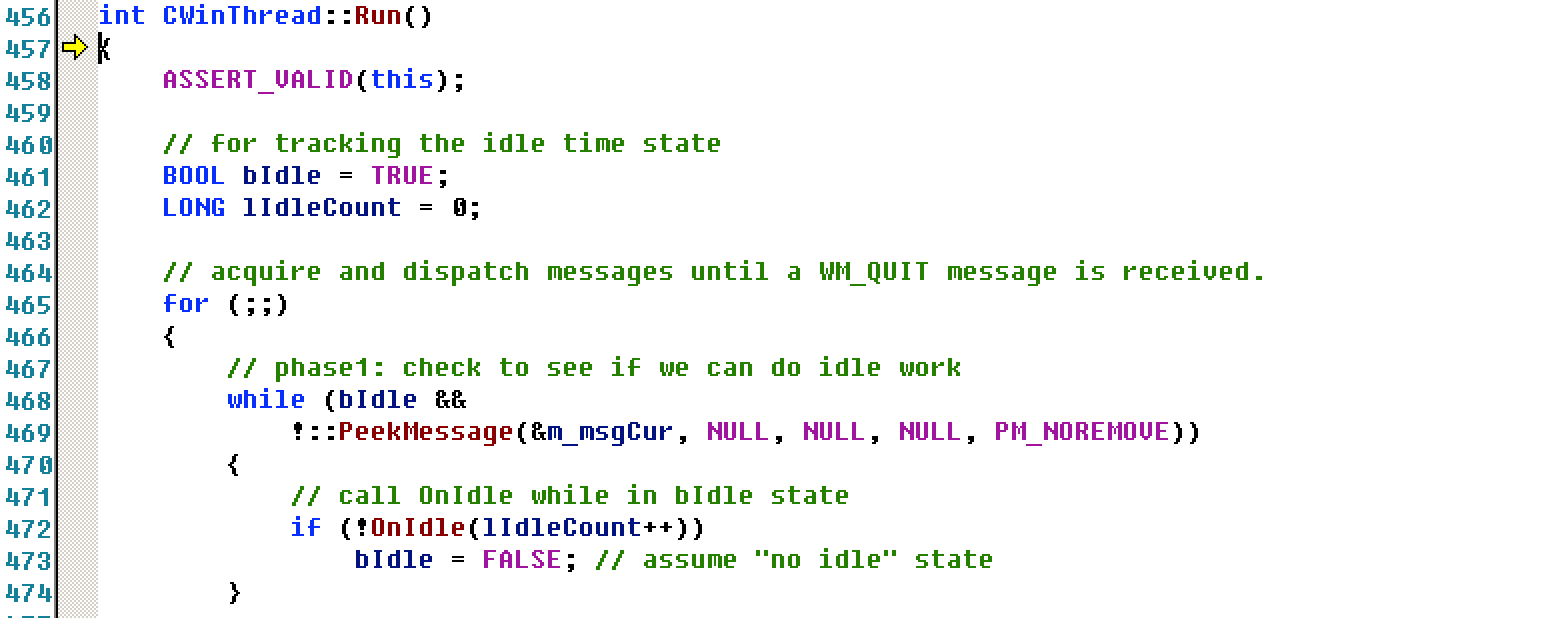 456 int CWinThread::Run()
457 {
458     ASSERT_VALID(this);
459
460     // for tracking the idle time state
461     BOOL bIdle = TRUE;
462     LONG lIdleCount = 0;
463
464     // acquire and dispatch messages until a WM_QUIT message is received.
465     for (;;)
466     {
467         // phase1: check to see if we can do idle work
468         while (bIdle &&
469             !::PeekMessage(&m_msgCur, NULL, NULL, NULL, PM_NOREMOVE))
470         {
471             // call OnIdle while in bIdle state
472             if (!OnIdle(lIdleCount++))
473                 bIdle = FALSE; // assume "no idle" state
474         }